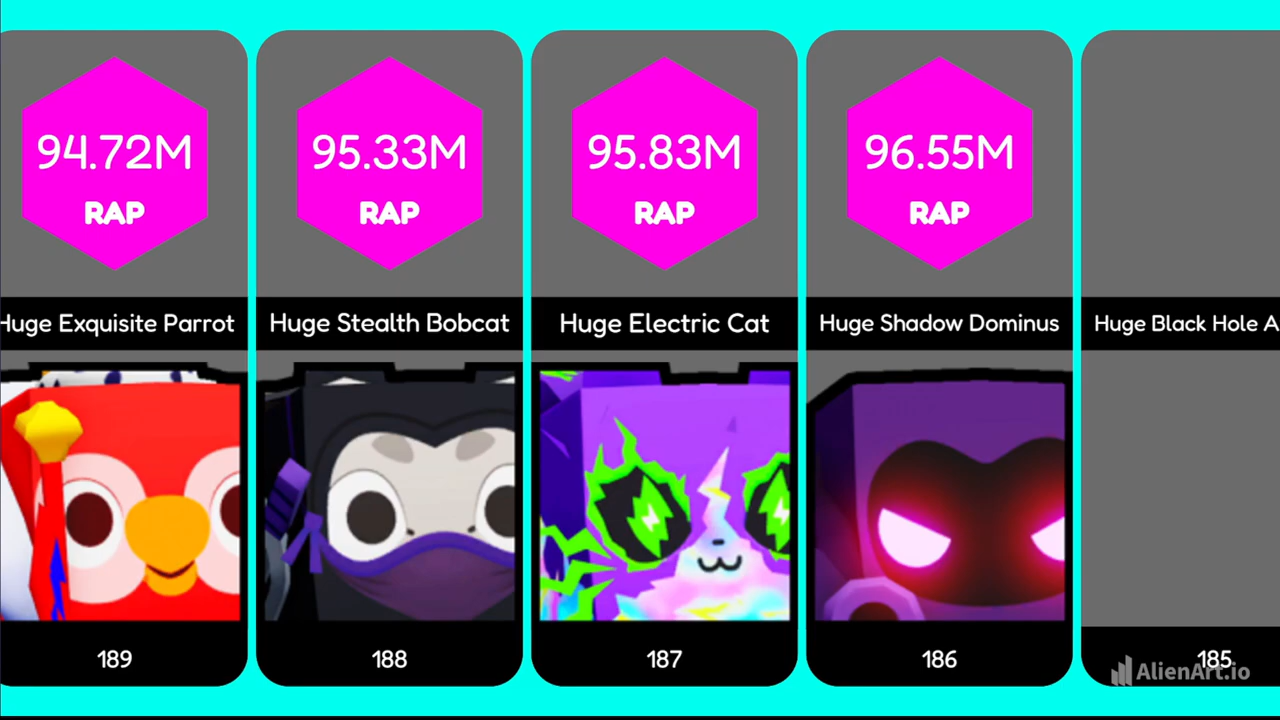 94.72M
RAP
Huge Exquisite Parrot
189
95.33M
RAP
Huge Stealth Bobcat
188
95.83M
RAP
Huge Electric Cat
187
96.55M
RAP
Huge Shadow Dominus
186
Huge Black Hole A
185
AlienArt.io